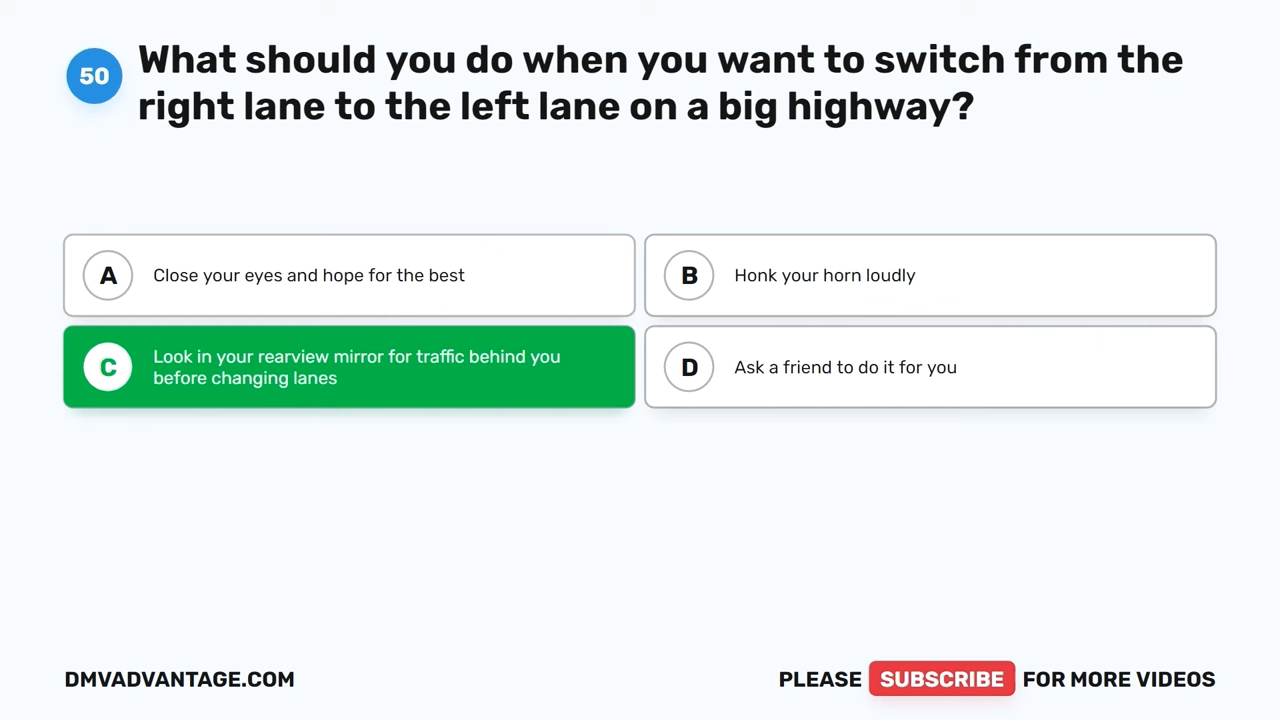 50
What should you do when you want to switch from the
right lane to the left lane on a big highway?
A
Close your eyes and hope for the best
B
Honk your horn loudly
C
Look in your rearview mirror for traffic behind you
before changing lanes
D
Ask a friend to do it for you
DMVADVANTAGE.COM
PLEASE SUBSCRIBE FOR MORE VIDEOS